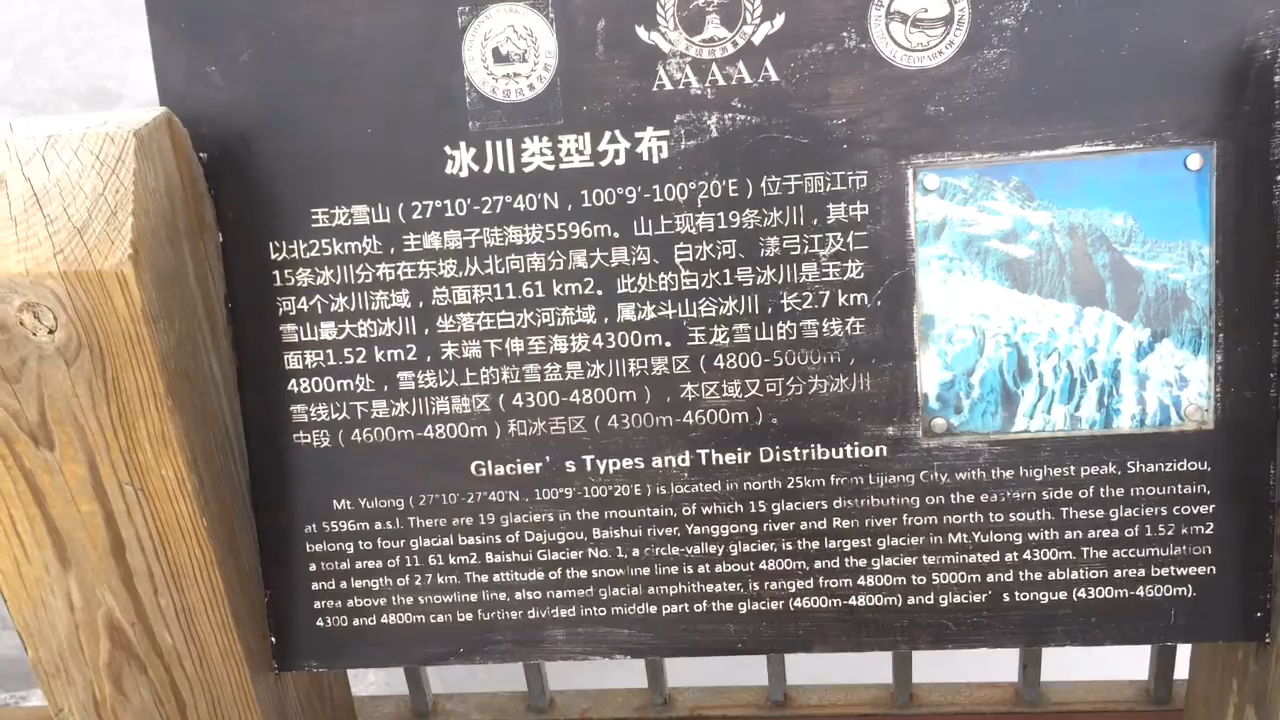 AAAAA
NATIONAL GEOPARK OF CHINA
冰川类型分布
玉龙雪山（27°10′-27°40′N，100°9′-100°20′E）位于丽江市
以北25km处，主峰扇子陡海拔5596m。山上现有19条冰川，其中
15条冰川分布在东坡,从北向南分属大具沟、白水河、漾弓江及仁
河4个冰川流域，总面积11.61 km2。此处的白水1号冰川是玉龙
雪山最大的冰川，坐落在白水河流域，属冰斗山谷冰川，长2.7 km，
面积1.52 km2，末端下伸至海拔4300m。玉龙雪山的雪线在
4800m处，雪线以上的粒雪盆是冰川积累区（4800-5000m，
雪线以下是冰川消融区（4300-4800m），本区域又可分为冰川
中段（4600m-4800m）和冰舌区（4300m-4600m）。
Glacier’s Types and Their Distribution
Mt. Yulong（27°10′-27°40′N，100°9′-100°20′E）is located in north 25km from Lijiang City, with the highest peak, Shanzidou,
at 5596m a.s.l. There are 19 glaciers in the mountain, of which 15 glaciers distributing on the eastern side of the mountain,
belong to four glacial basins of Dajugou, Baishui river, Yanggong river and Ren river from north to south. These glaciers cover
a total area of 11. 61 km2. Baishui Glacier No. 1, a circle-valley glacier, is the largest glacier in Mt.Yulong with an area of 1.52 km2
and a length of 2.7 km. The attitude of the snowline line is at about 4800m, and the glacier terminated at 4300m. The accumulation
area above the snowline line, also named glacial amphitheater, is ranged from 4800m to 5000m and the ablation area between
4300 and 4800m can be further divided into middle part of the glacier (4600m-4800m) and glacier’s tongue (4300m-4600m).